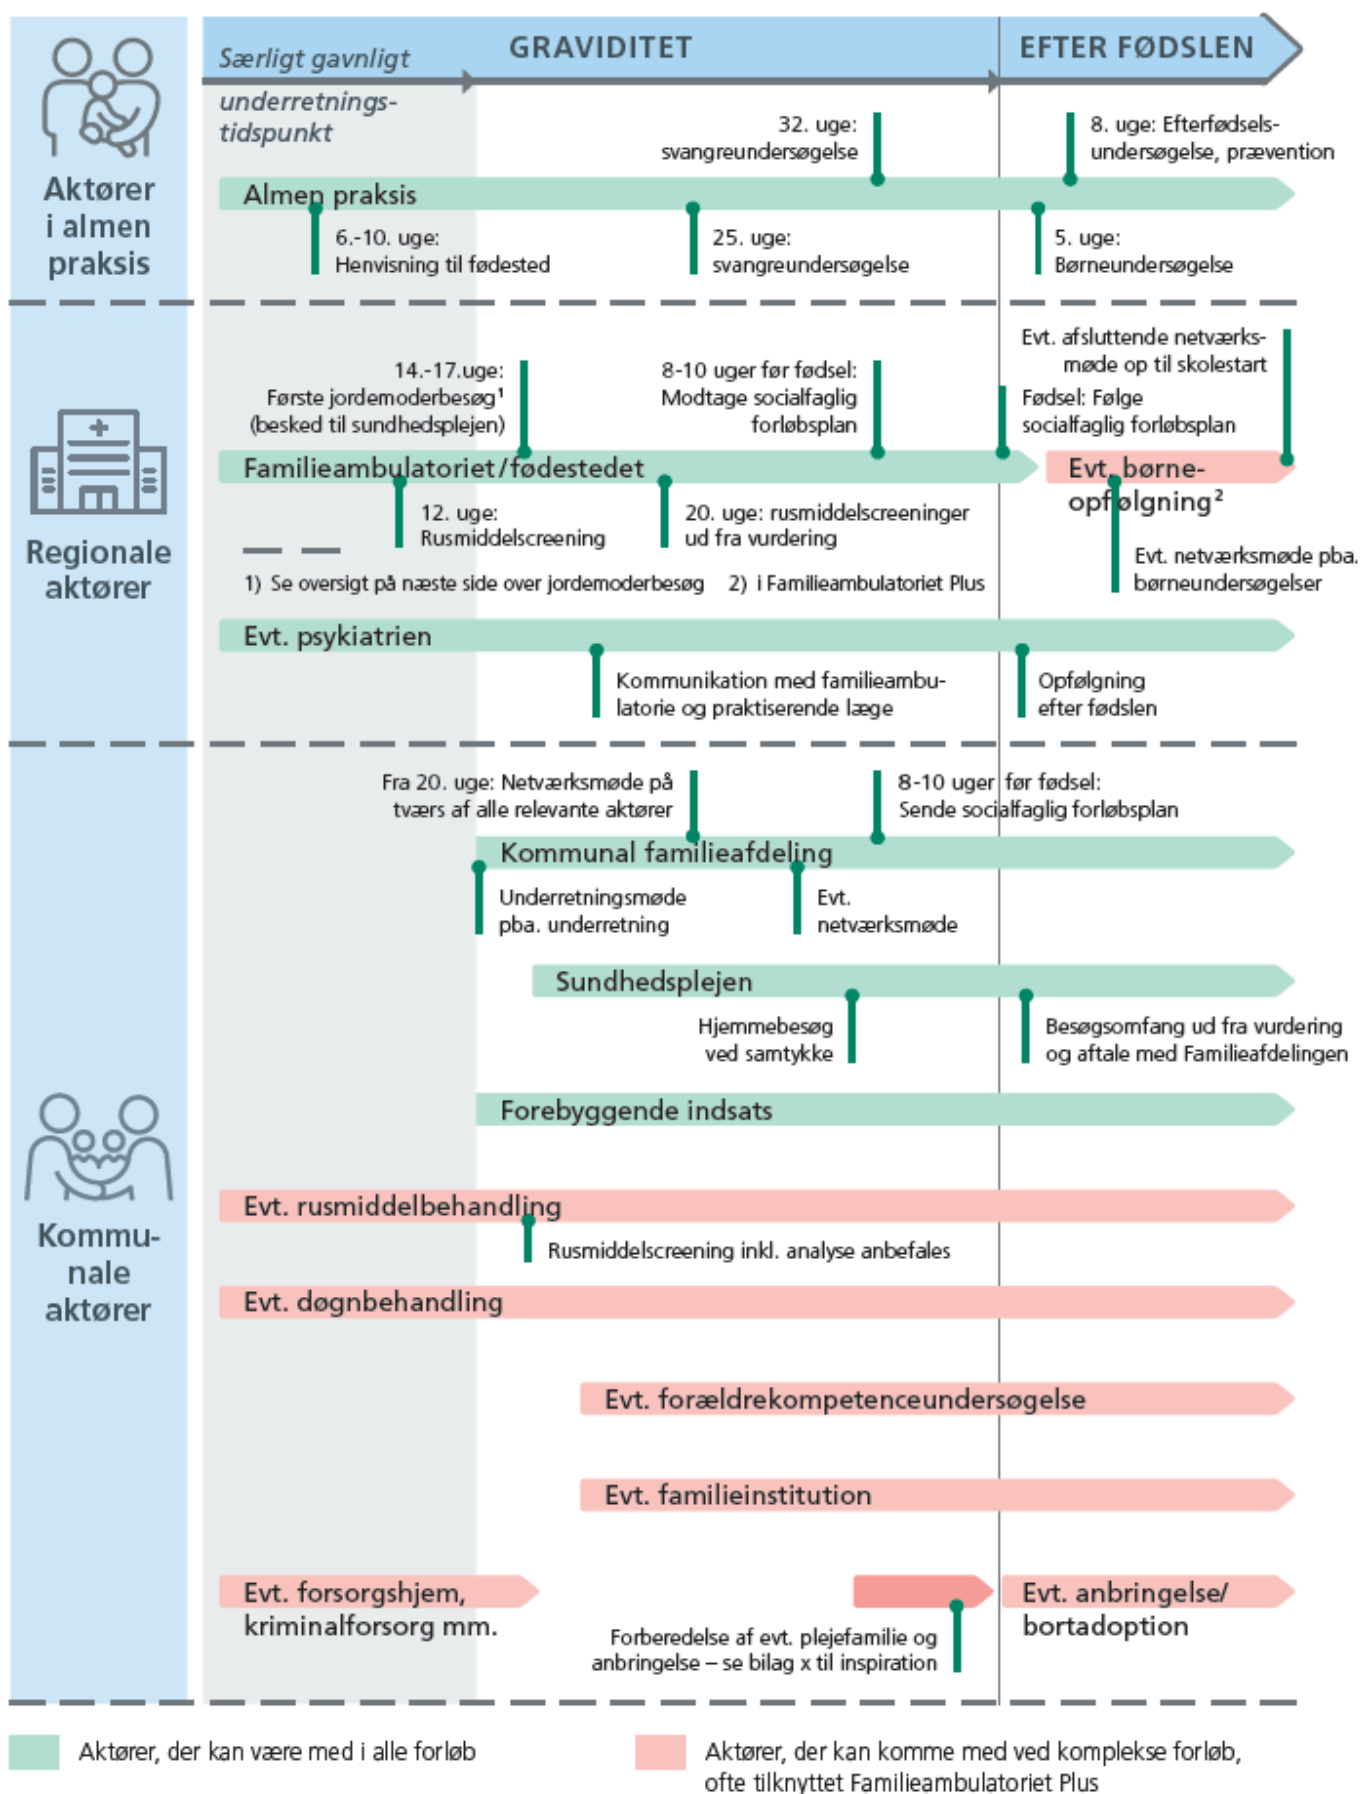 Særligt gavnligt
underretnings-
tidspunkt
GRAVIDITET
EFTER FØDSLEN
Aktører
i almen
praksis
32. uge:
svangreundersøgelse
8. uge: Efterfødsels-
undersøgelse, prævention
Almen praksis
6.-10. uge:
Henvisning til fødested
25. uge:
svangreundersøgelse
5. uge:
Børneundersøgelse
Regionale
aktører
14.-17.uge:
Første jordemoderbesøg¹
(besked til sundhedsplejen)
8-10 uger før fødsel:
Modtage socialfaglig
forløbsplan
Evt. afsluttende netværks-
møde op til skolestart
Fødsel: Følge
socialfaglig forløbsplan
Familieambulatoriet/fødestedet
Evt. børne-
opfølgning²
12. uge:
Rusmiddelscreening
20. uge: rusmiddelscreeninger
ud fra vurdering
Evt. netværksmøde pba.
børneundersøgelser
1) Se oversigt på næste side over jordemoderbesøg
2) i Familieambulatoriet Plus
Evt. psykiatrien
Kommunikation med familieambu-
latorie og praktiserende læge
Opfølgning
efter fødslen
Kommu-
nale
aktører
Fra 20. uge: Netværksmøde på
tværs af alle relevante aktører
8-10 uger før fødsel:
Sende socialfaglig forløbsplan
Kommunal familieafdeling
Underretningsmøde
pba. underretning
Evt.
netværksmøde
Sundhedsplejen
Hjemmebesøg
ved samtykke
Besøgsomfang ud fra vurdering
og aftale med Familieafdelingen
Forebyggende indsats
Evt. rusmiddelbehandling
Rusmiddelscreening inkl. analyse anbefales
Evt. døgnbehandling
Evt. forældrekompetenceundersøgelse
Evt. familieinstitution
Evt. forsorgshjem,
kriminalforsorg mm.
Forberedelse af evt. plejefamilie og
anbringelse – se bilag x til inspiration
Evt. anbringelse/
bortadoption
Aktører, der kan være med i alle forløb
Aktører, der kan komme med ved komplekse forløb,
ofte tilknyttet Familieambulatoriet Plus